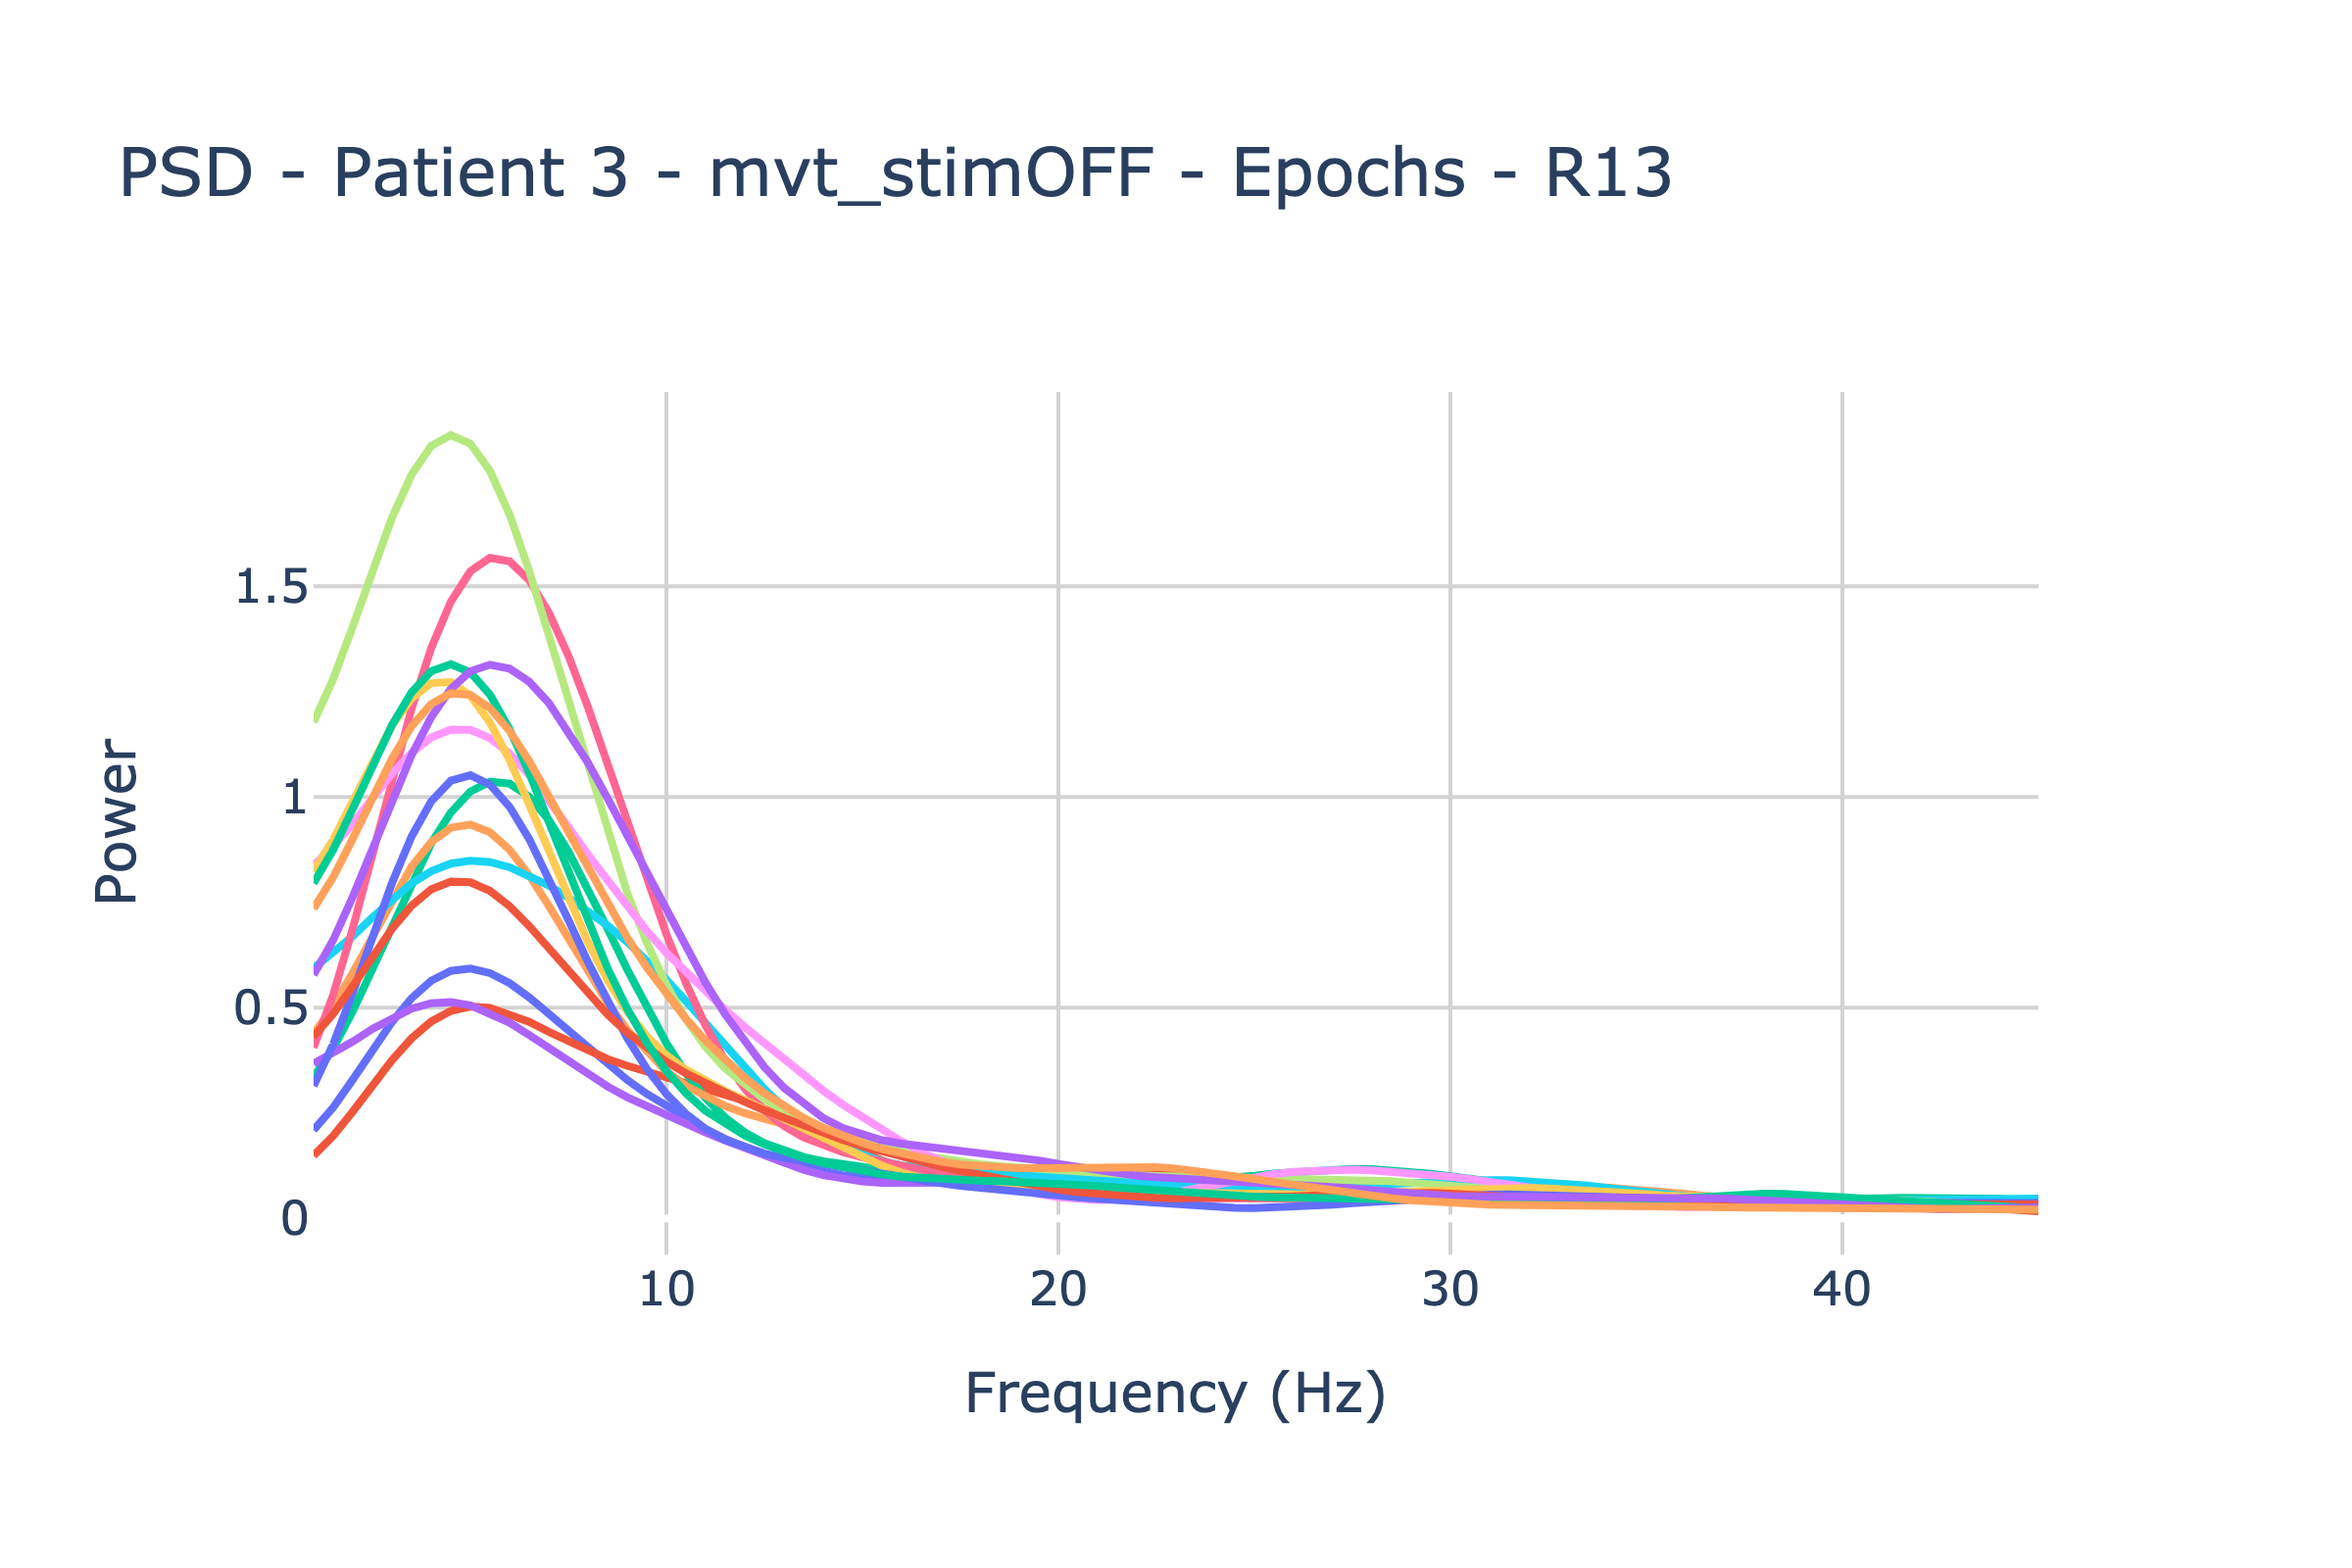 PSD - Patient 3 - mvt_stimOFF - Epochs - R13
Power
1.5
1
0.5
0
10 20 30 40
Frequency (Hz)